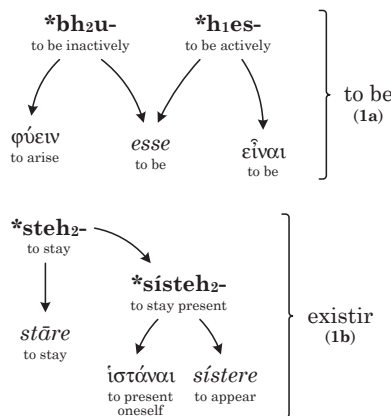 *bh₂u-
to be inactively
*h₁es-
to be actively
φύειν
to arise
esse
to be
εἶναι
to be
to be
(1a)
*steh₂-
to stay
*sísteh₂-
to stay present
stāre
to stay
ἱστάναι
to present
oneself
sístere
to appear
existir
(1b)